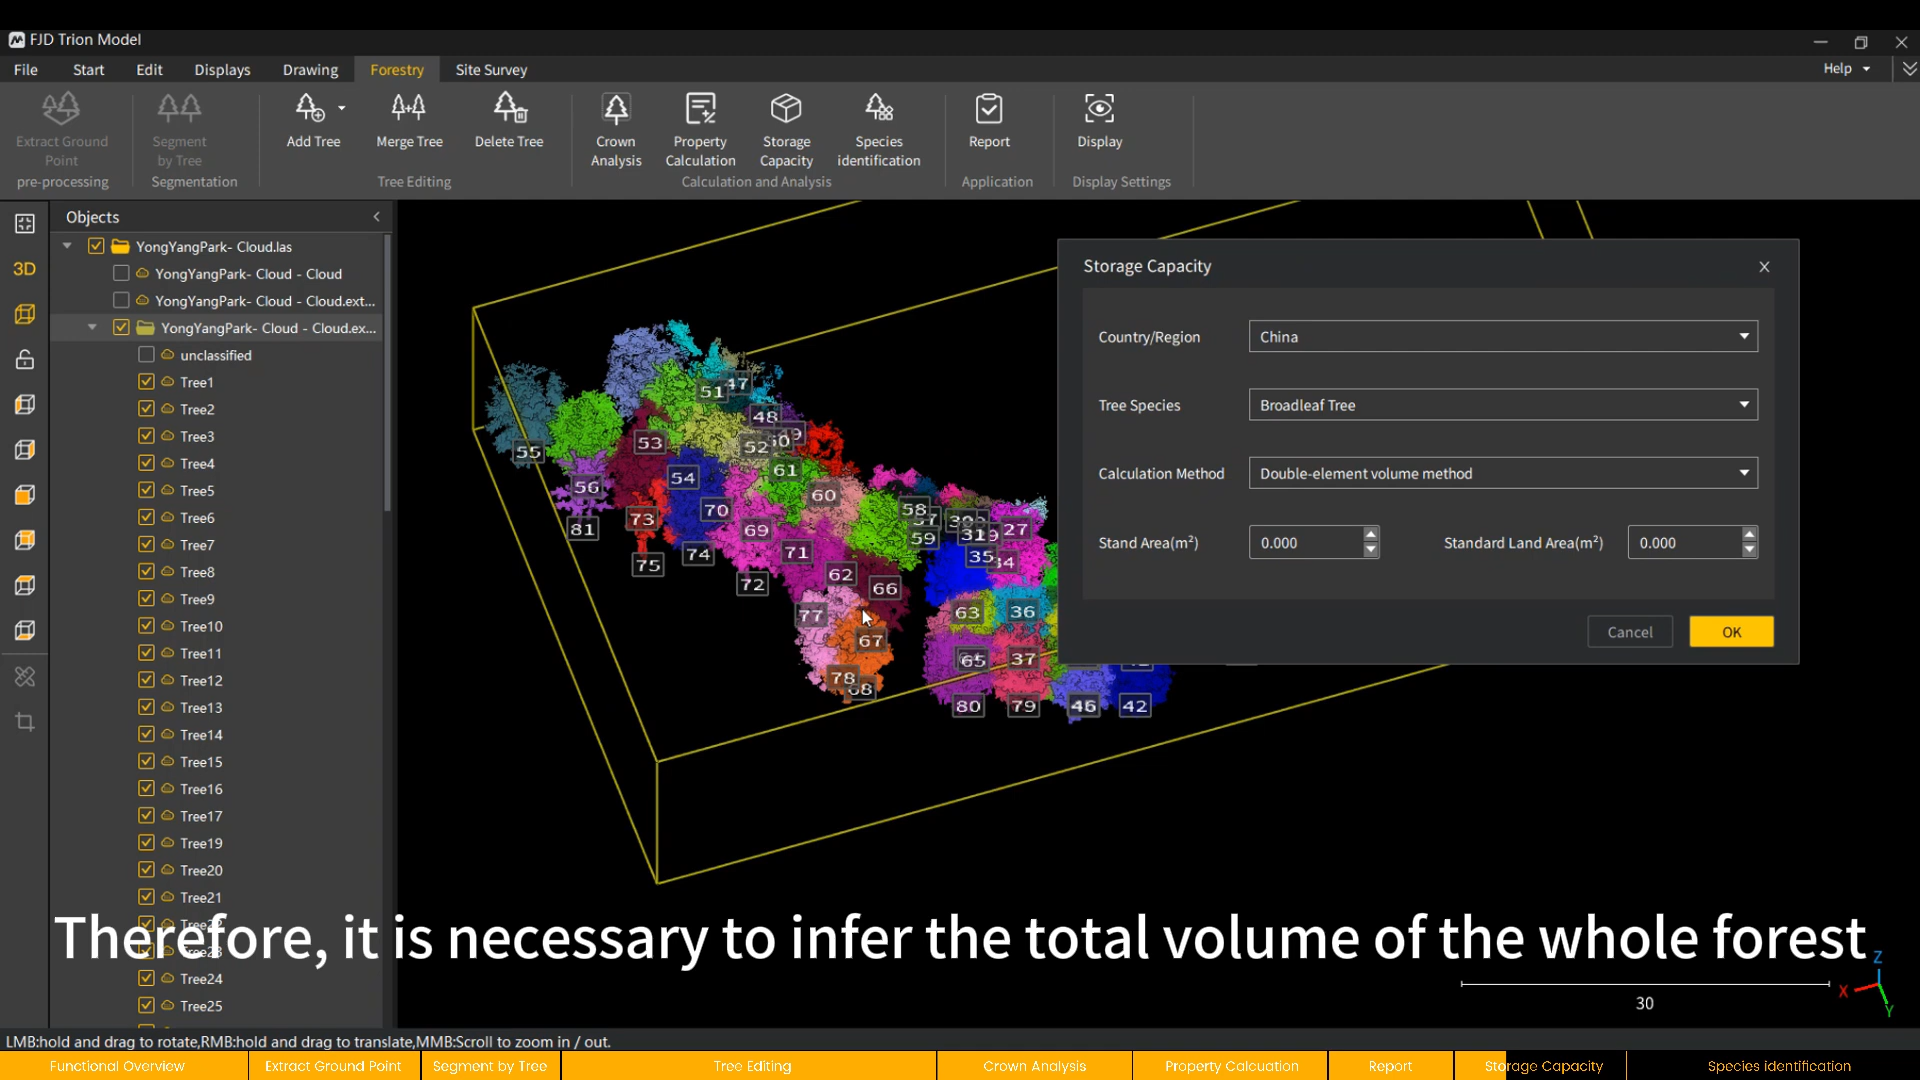 FJD Trion Model
File Start Edit Displays Drawing Forestry Site Survey Help
Extract Ground Point
Segment by Tree
Add Tree
Merge Tree
Delete Tree
Crown Analysis
Property Calculation
Storage Capacity
Species identification
Report
Display
pre-processing Segmentation Tree Editing Calculation and Analysis Application Display Settings
Objects
YongYangPark- Cloud.las
YongYangPark- Cloud - Cloud
YongYangPark- Cloud - Cloud.ext...
YongYangPark- Cloud - Cloud.ex...
unclassified
Tree1
Tree2
Tree3
Tree4
Tree5
Tree6
Tree7
Tree8
Tree9
Tree10
Tree11
Tree12
Tree13
Tree14
Tree15
Tree16
Tree17
Tree19
Tree20
Tree21
Tree24
Tree25
3D
51
47
48
53
52
55
61
54
56
60
70
58
73
69
59
31
27
81
71
35
74
75
72
62
66
77
63
36
67
65
37
78
80
79
46
42
Storage Capacity
Country/Region China
Tree Species Broadleaf Tree
Calculation Method Double-element volume method
Stand Area(m²) 0.000 Standard Land Area(m²) 0.000
Cancel OK
Therefore, it is necessary to infer the total volume of the whole forest
30
Z
X
Y
LMB:hold and drag to rotate,RMB:hold and drag to translate,MMB:Scroll to zoom in / out.
Functional Overview Extract Ground Point Segment by Tree Tree Editing Crown Analysis Property Calcuation Report Storage Capacity Species identification